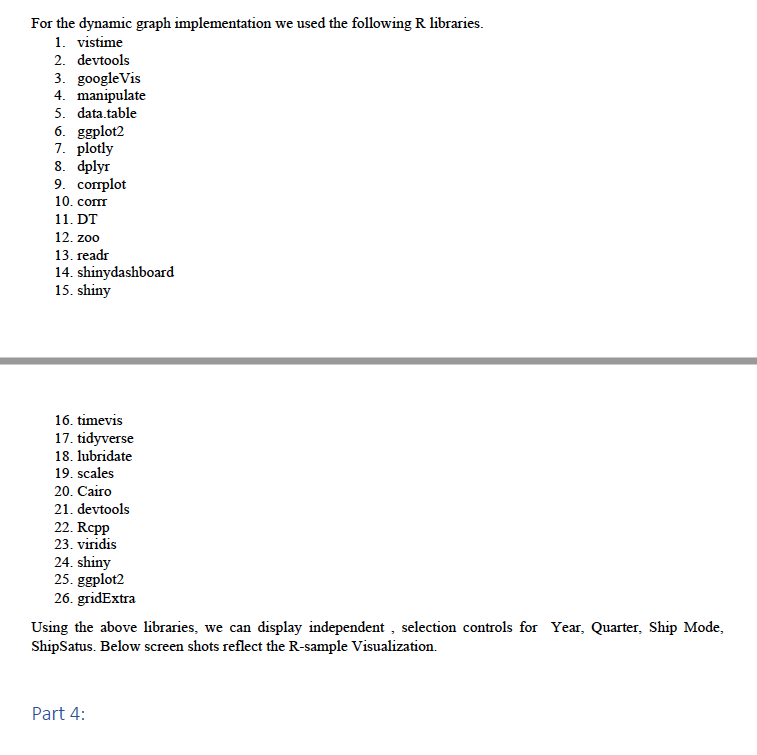 For the dynamic graph implementation we used the following R libraries.
1. vistime
2. devtools
3. googleVis
4. manipulate
5. data.table
6. ggplot2
7. plotly
8. dplyr
9. corrplot
10. corrr
11. DT
12. zoo
13. readr
14. shinydashboard
15. shiny
16. timevis
17. tidyverse
18. lubridate
19. scales
20. Cairo
21. devtools
22. Rcpp
23. viridis
24. shiny
25. ggplot2
26. gridExtra
Using the above libraries, we can display independent , selection controls for Year, Quarter, Ship Mode,
ShipSatus. Below screen shots reflect the R-sample Visualization.
Part 4: